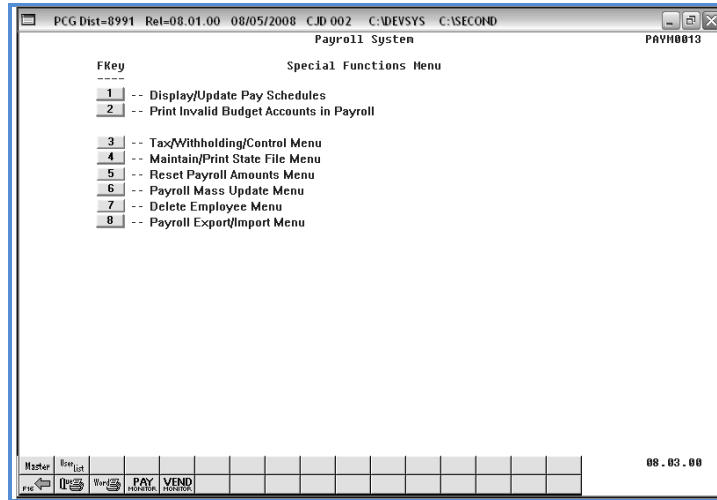 PCG Dist=8991 Rel=08.01.00 08/05/2008 CJD 002 C:\DEVSYS C:\SECOND
Payroll System PAYM0013
FKey Special Functions Menu
----
1 -- Display/Update Pay Schedules
2 -- Print Invalid Budget Accounts in Payroll
3 -- Tax/Withholding/Control Menu
4 -- Maintain/Print State File Menu
5 -- Reset Payroll Amounts Menu
6 -- Payroll Mass Update Menu
7 -- Delete Employee Menu
8 -- Payroll Export/Import Menu
Master User List 08.03.00
F16 Que Word PAY MONITOR VEND MONITOR